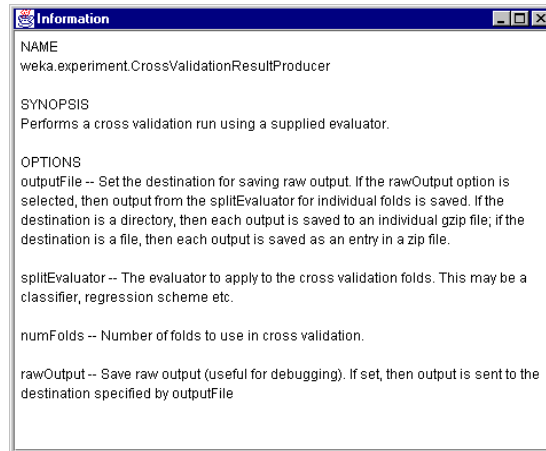 Information
NAME
weka.experiment.CrossValidationResultProducer
SYNOPSIS
Performs a cross validation run using a supplied evaluator.
OPTIONS
outputFile -- Set the destination for saving raw output. If the rawOutput option is
selected, then output from the splitEvaluator for individual folds is saved. If the
destination is a directory, then each output is saved to an individual gzip file; if the
destination is a file, then each output is saved as an entry in a zip file.
splitEvaluator -- The evaluator to apply to the cross validation folds. This may be a
classifier, regression scheme etc.
numFolds -- Number of folds to use in cross validation.
rawOutput -- Save raw output (useful for debugging). If set, then output is sent to the
destination specified by outputFile